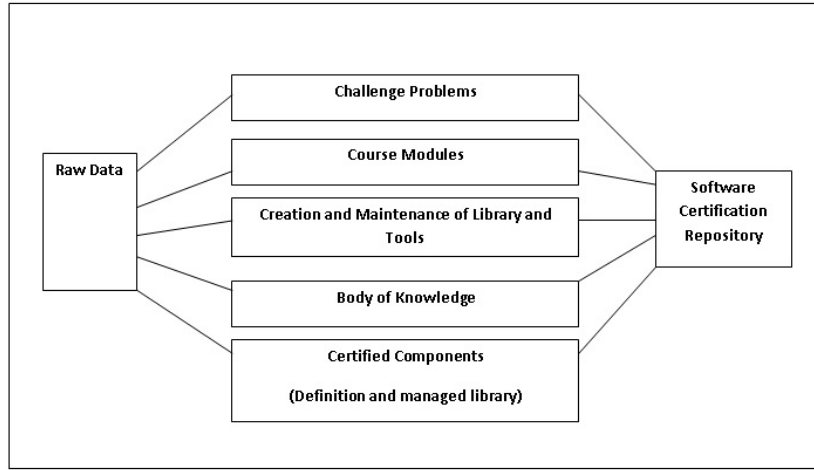 Challenge Problems
Raw Data
Course Modules
Software
Certification
Repository
Creation and Maintenance of Library and
Tools
Body of Knowledge
Certified Components
(Definition and managed library)